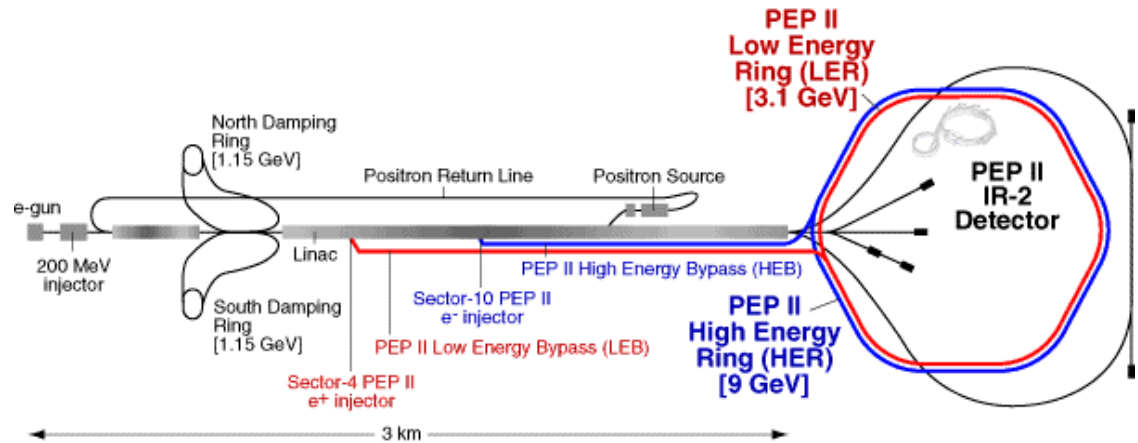 PEP II
Low Energy
Ring (LER)
[3.1 GeV]
North Damping
Ring
[1.15 GeV]
Positron Return Line
Positron Source
e-gun
200 MeV
injector
Linac
PEP II
IR-2
Detector
PEP II High Energy Bypass (HEB)
South Damping
Ring
[1.15 GeV]
Sector-10 PEP II
e⁻ injector
PEP II Low Energy Bypass (LEB)
Sector-4 PEP II
e⁺ injector
PEP II
High Energy
Ring (HER)
[9 GeV]
3 km